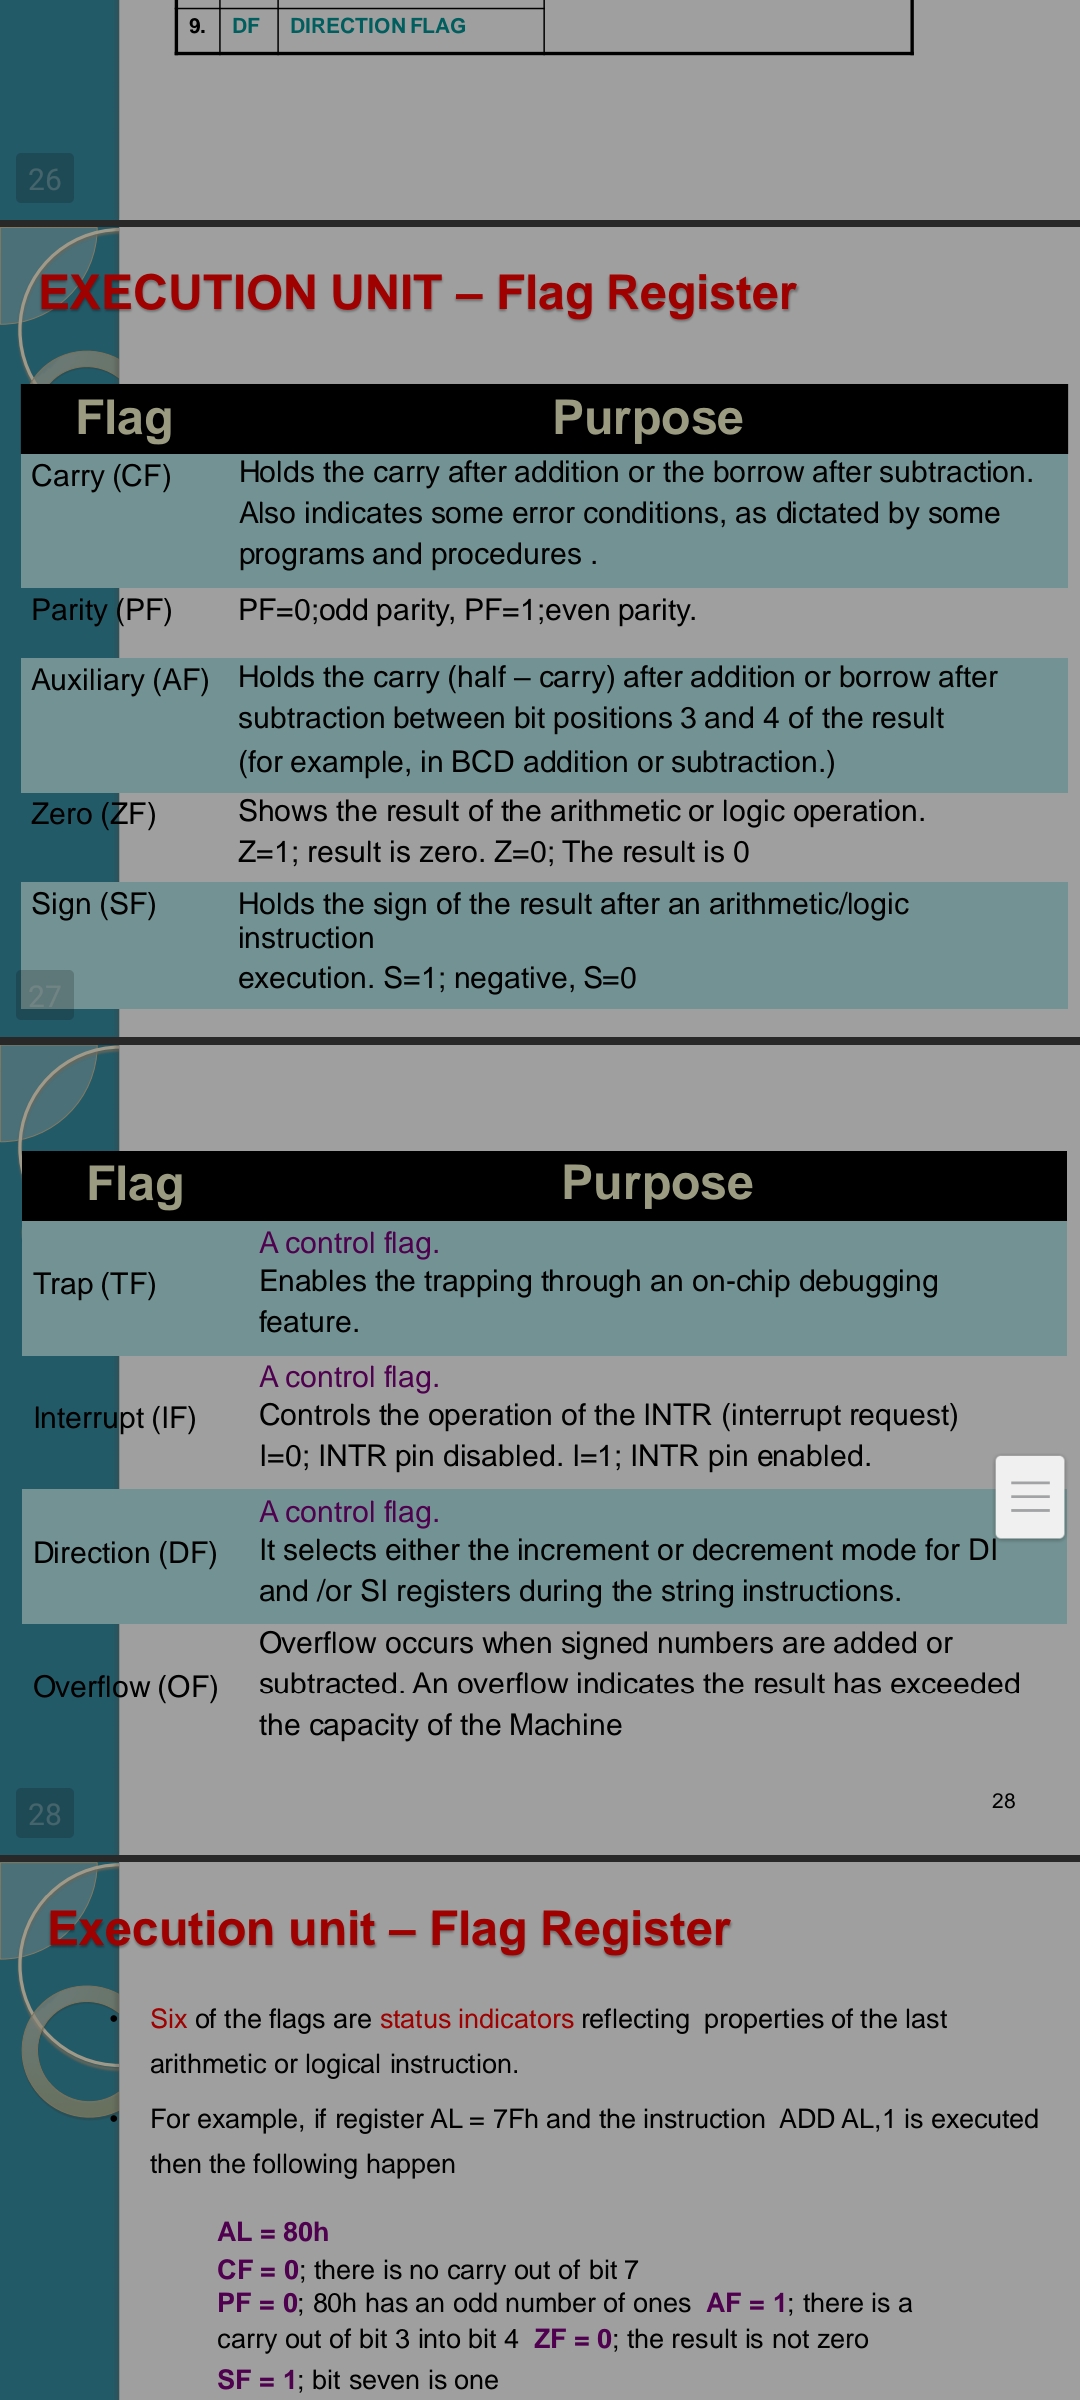 9. DF DIRECTION FLAG
26
EXECUTION UNIT – Flag Register
Flag Purpose
Carry (CF) Holds the carry after addition or the borrow after subtraction.
Also indicates some error conditions, as dictated by some
programs and procedures .
Parity (PF) PF=0;odd parity, PF=1;even parity.
Auxiliary (AF) Holds the carry (half – carry) after addition or borrow after
subtraction between bit positions 3 and 4 of the result
(for example, in BCD addition or subtraction.)
Zero (ZF) Shows the result of the arithmetic or logic operation.
Z=1; result is zero. Z=0; The result is 0
Sign (SF) Holds the sign of the result after an arithmetic/logic
instruction
execution. S=1; negative, S=0
27
Flag Purpose
A control flag.
Trap (TF) Enables the trapping through an on-chip debugging
feature.
A control flag.
Interrupt (IF) Controls the operation of the INTR (interrupt request)
I=0; INTR pin disabled. I=1; INTR pin enabled.
A control flag.
Direction (DF) It selects either the increment or decrement mode for DI
and /or SI registers during the string instructions.
Overflow occurs when signed numbers are added or
Overflow (OF) subtracted. An overflow indicates the result has exceeded
the capacity of the Machine
28
28
Execution unit – Flag Register
• Six of the flags are status indicators reflecting properties of the last
arithmetic or logical instruction.
• For example, if register AL = 7Fh and the instruction ADD AL,1 is executed
then the following happen
AL = 80h
CF = 0; there is no carry out of bit 7
PF = 0; 80h has an odd number of ones AF = 1; there is a
carry out of bit 3 into bit 4 ZF = 0; the result is not zero
SF = 1; bit seven is one